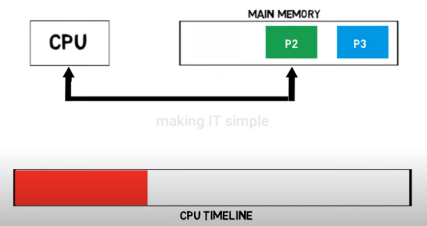 MAIN MEMORY
CPU
P2
P3
making IT simple
CPU TIMELINE